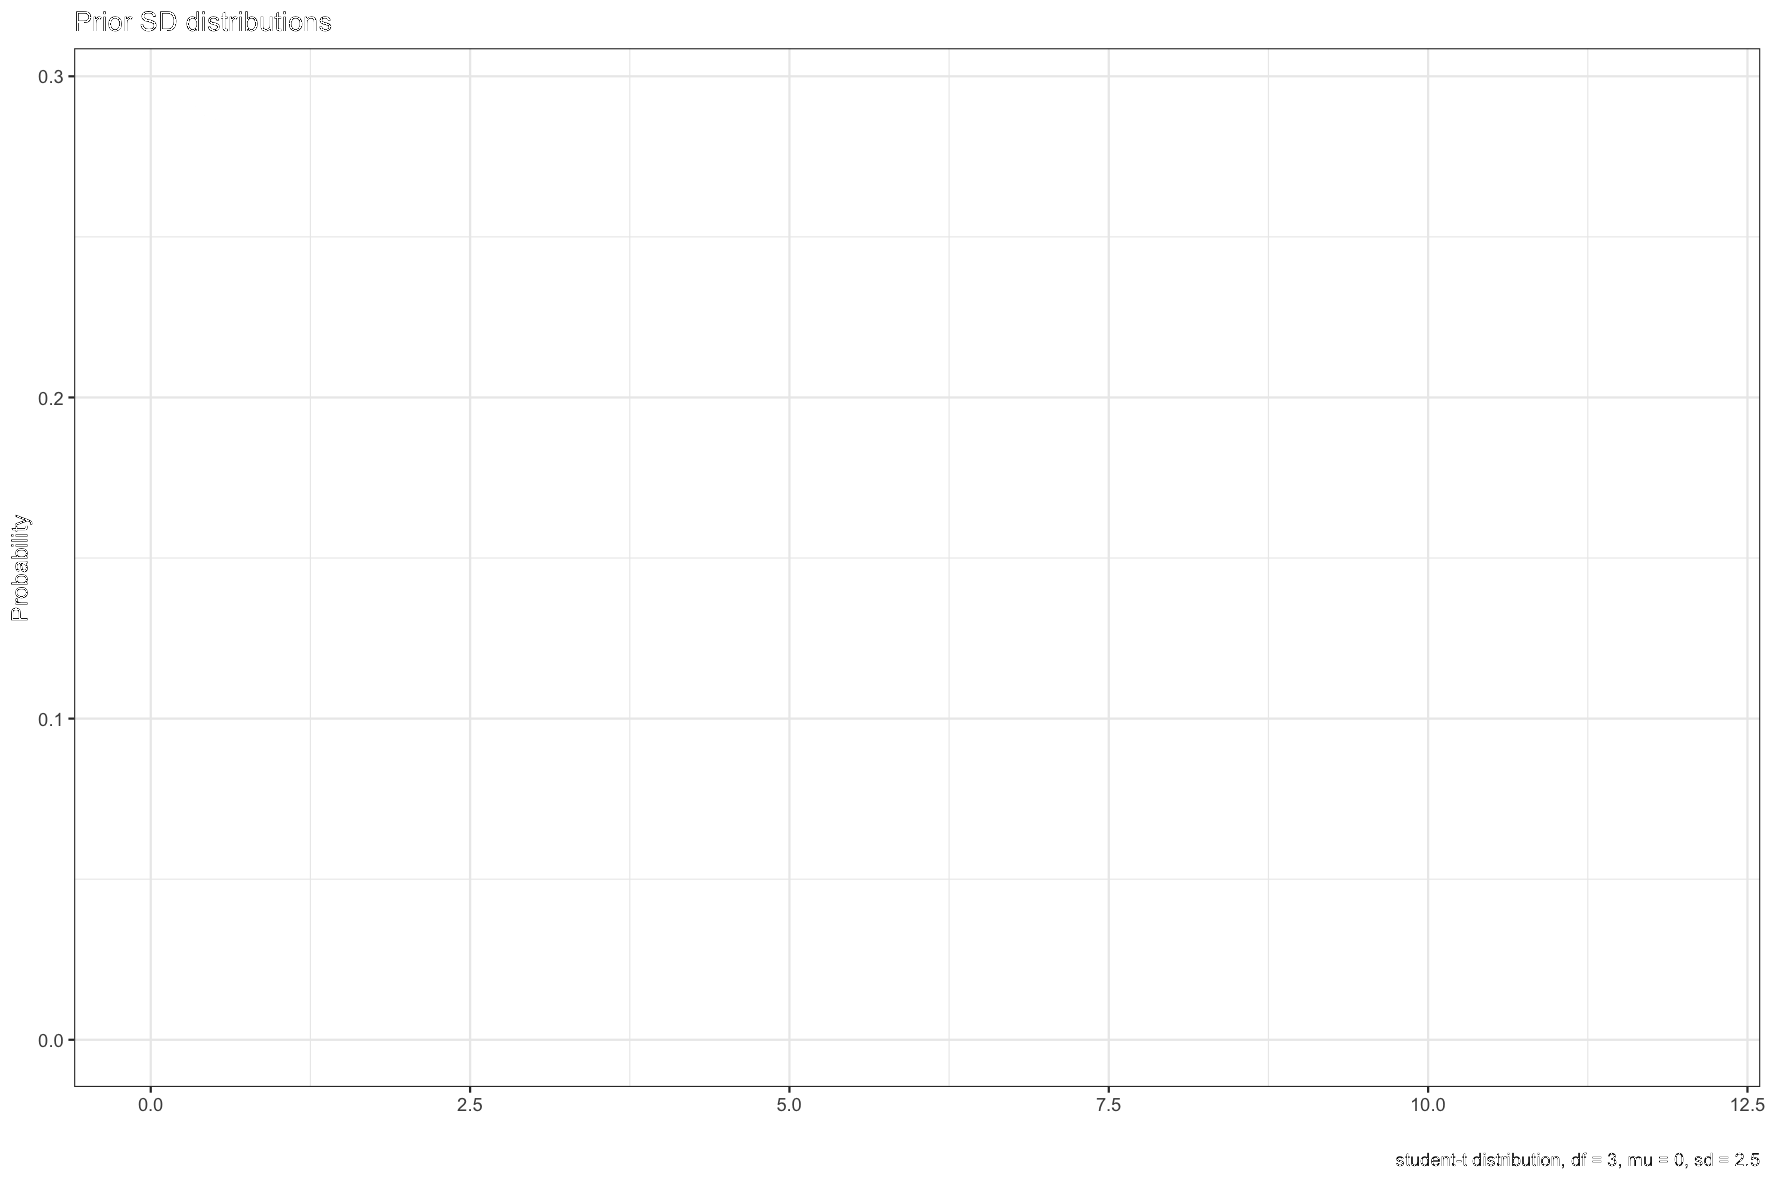 Prior SD distributions
0.3
0.2
0.1
0.0
Probability
0.0 2.5 5.0 7.5 10.0 12.5
student-t distribution, df = 3, mu = 0, sd = 2.5